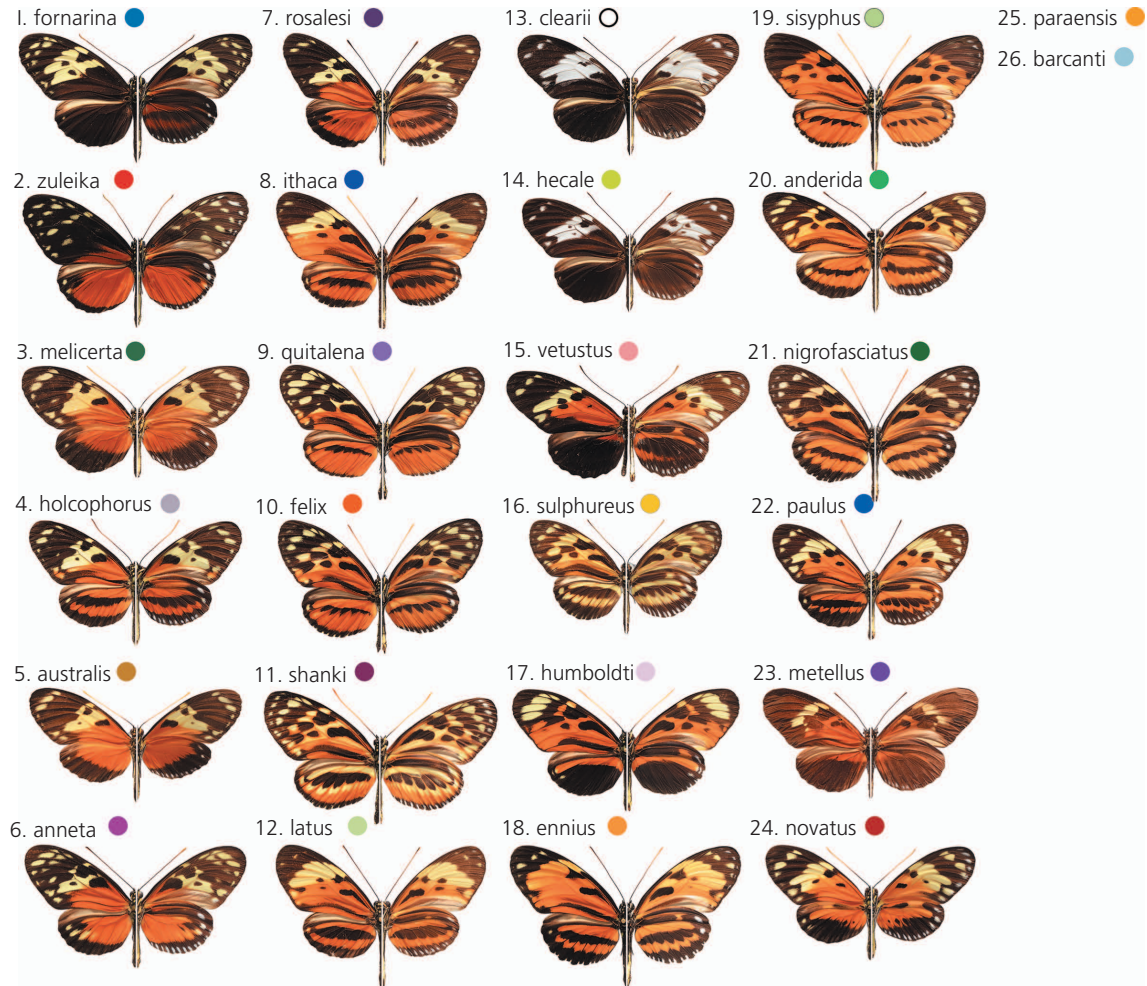 I. fornarina
7. rosalesi
13. clearii
19. sisyphus
25. paraensis
26. barcanti
2. zuleika
8. ithaca
14. hecale
20. anderida
3. melicerta
9. quitalena
15. vetustus
21. nigrofasciatus
4. holcophorus
10. felix
16. sulphureus
22. paulus
5. australis
11. shanki
17. humboldti
23. metellus
6. anneta
12. latus
18. ennius
24. novatus